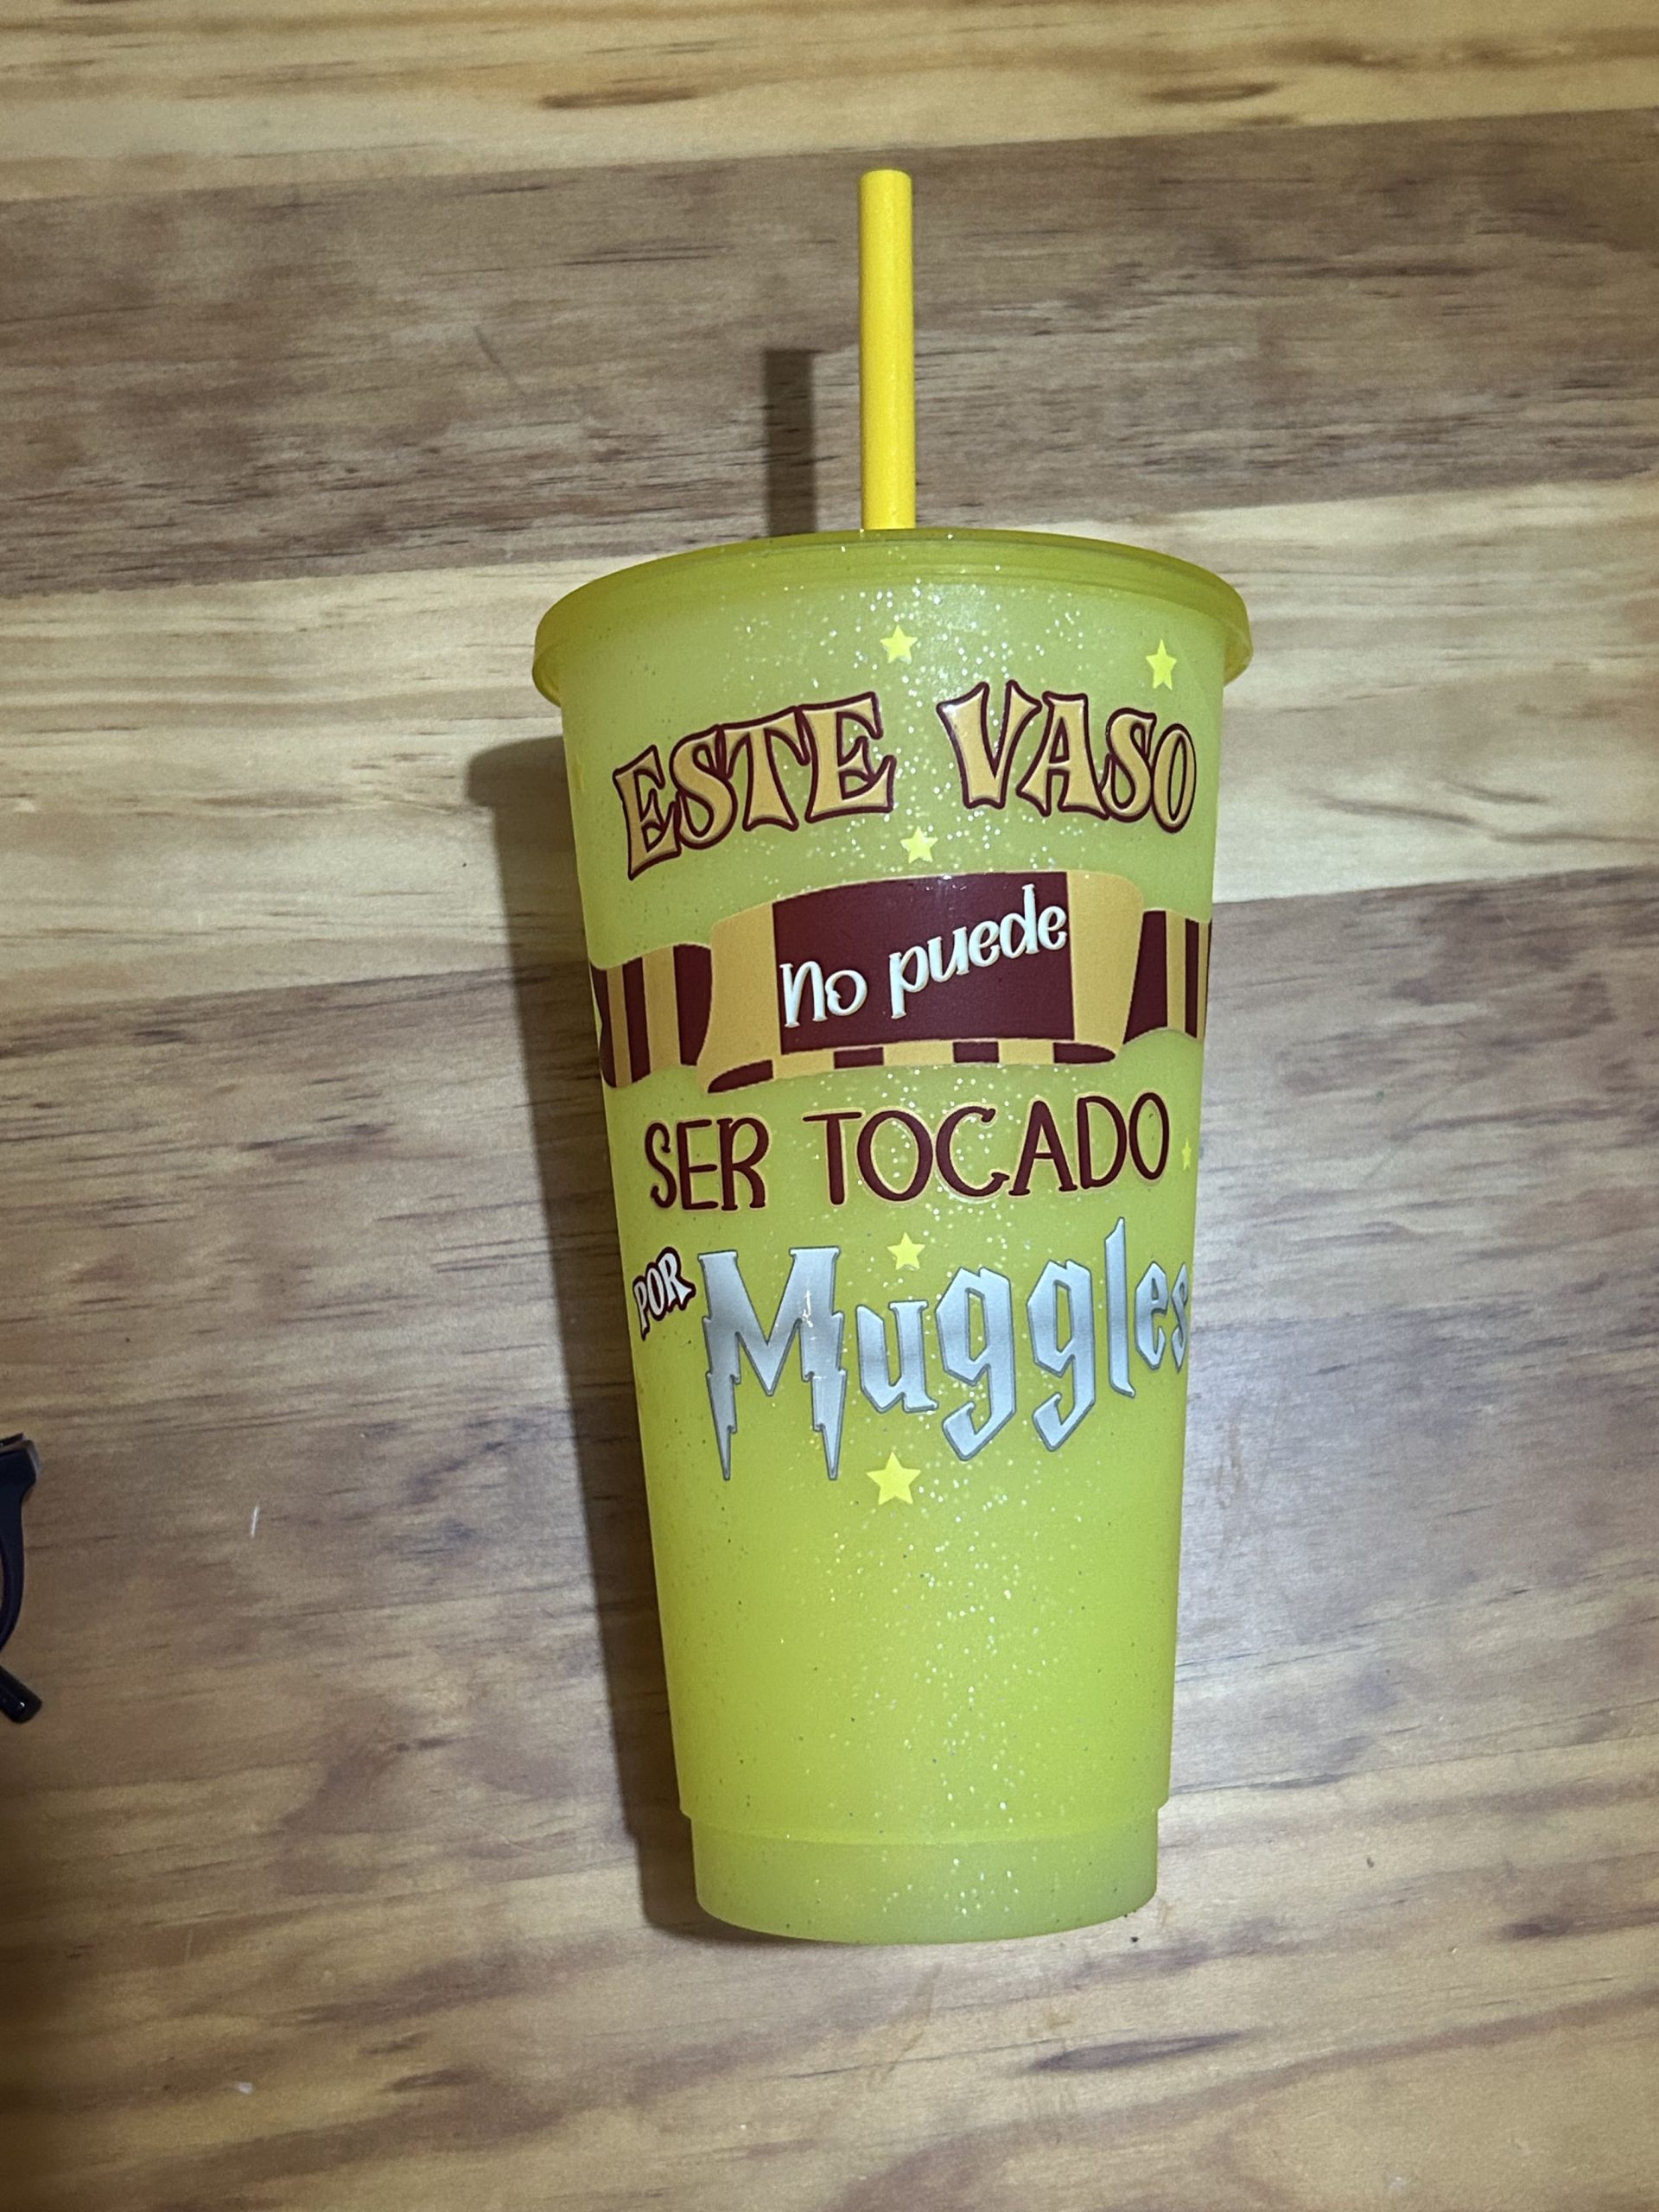 ESTE VASO
No puede
SER TOCADO
POR Muggles